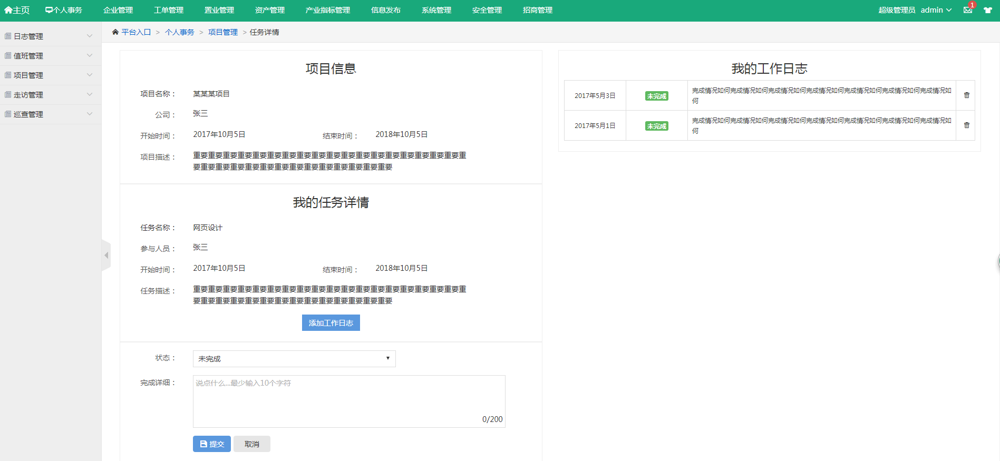 主页 个人事务 企业管理 工单管理 置业管理 资产管理 产业指标管理 信息发布 系统管理 安全管理 招商管理 超级管理员 admin 1
日志管理
值班管理
项目管理
走访管理
巡查管理
平台入口 > 个人事务 > 项目管理 > 任务详情
项目信息
项目名称： 某某某项目
公司： 张三
开始时间： 2017年10月5日 结束时间： 2018年10月5日
项目描述： 重要重要重要重要重要重要重要重要重要重要重要重要重要重要重要重要重要重要重
要重要重要重要重要重要重要重要重要重要重要重要重要重要
我的任务详情
任务名称： 网页设计
参与人员： 张三
开始时间： 2017年10月5日 结束时间： 2018年10月5日
任务描述： 重要重要重要重要重要重要重要重要重要重要重要重要重要重要重要重要重要重要重
要重要重要重要重要重要重要重要重要重要重要重要重要重要
添加工作日志
状态： 未完成
完成详细： 说点什么...最少输入10个字符
0/200
提交 取消
我的工作日志
2017年5月3日 未完成 完成情况如何完成情况如何完成情况如何完成情况如何完成情况如何完成情况如何完成情况如
何
2017年5月1日 未完成 完成情况如何完成情况如何完成情况如何完成情况如何完成情况如何完成情况如何完成情况如
何